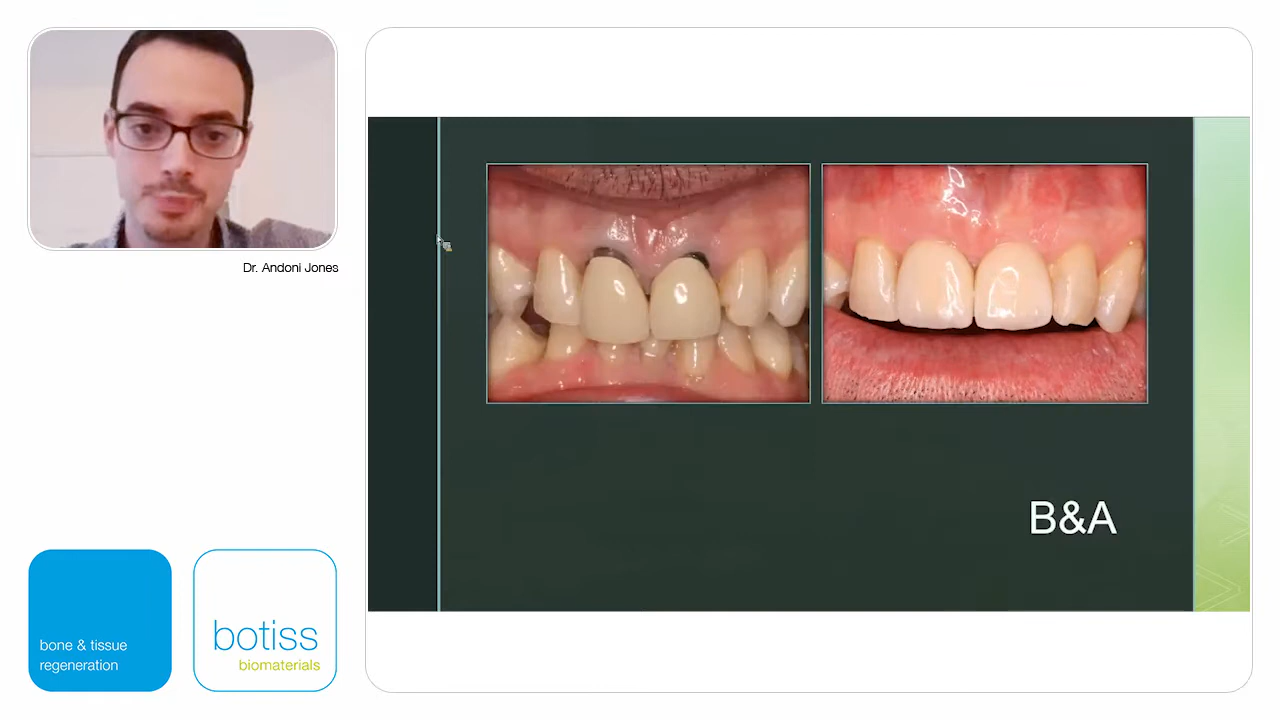 Dr. Andoni Jones
B&A
bone & tissue
regeneration
botiss
biomaterials